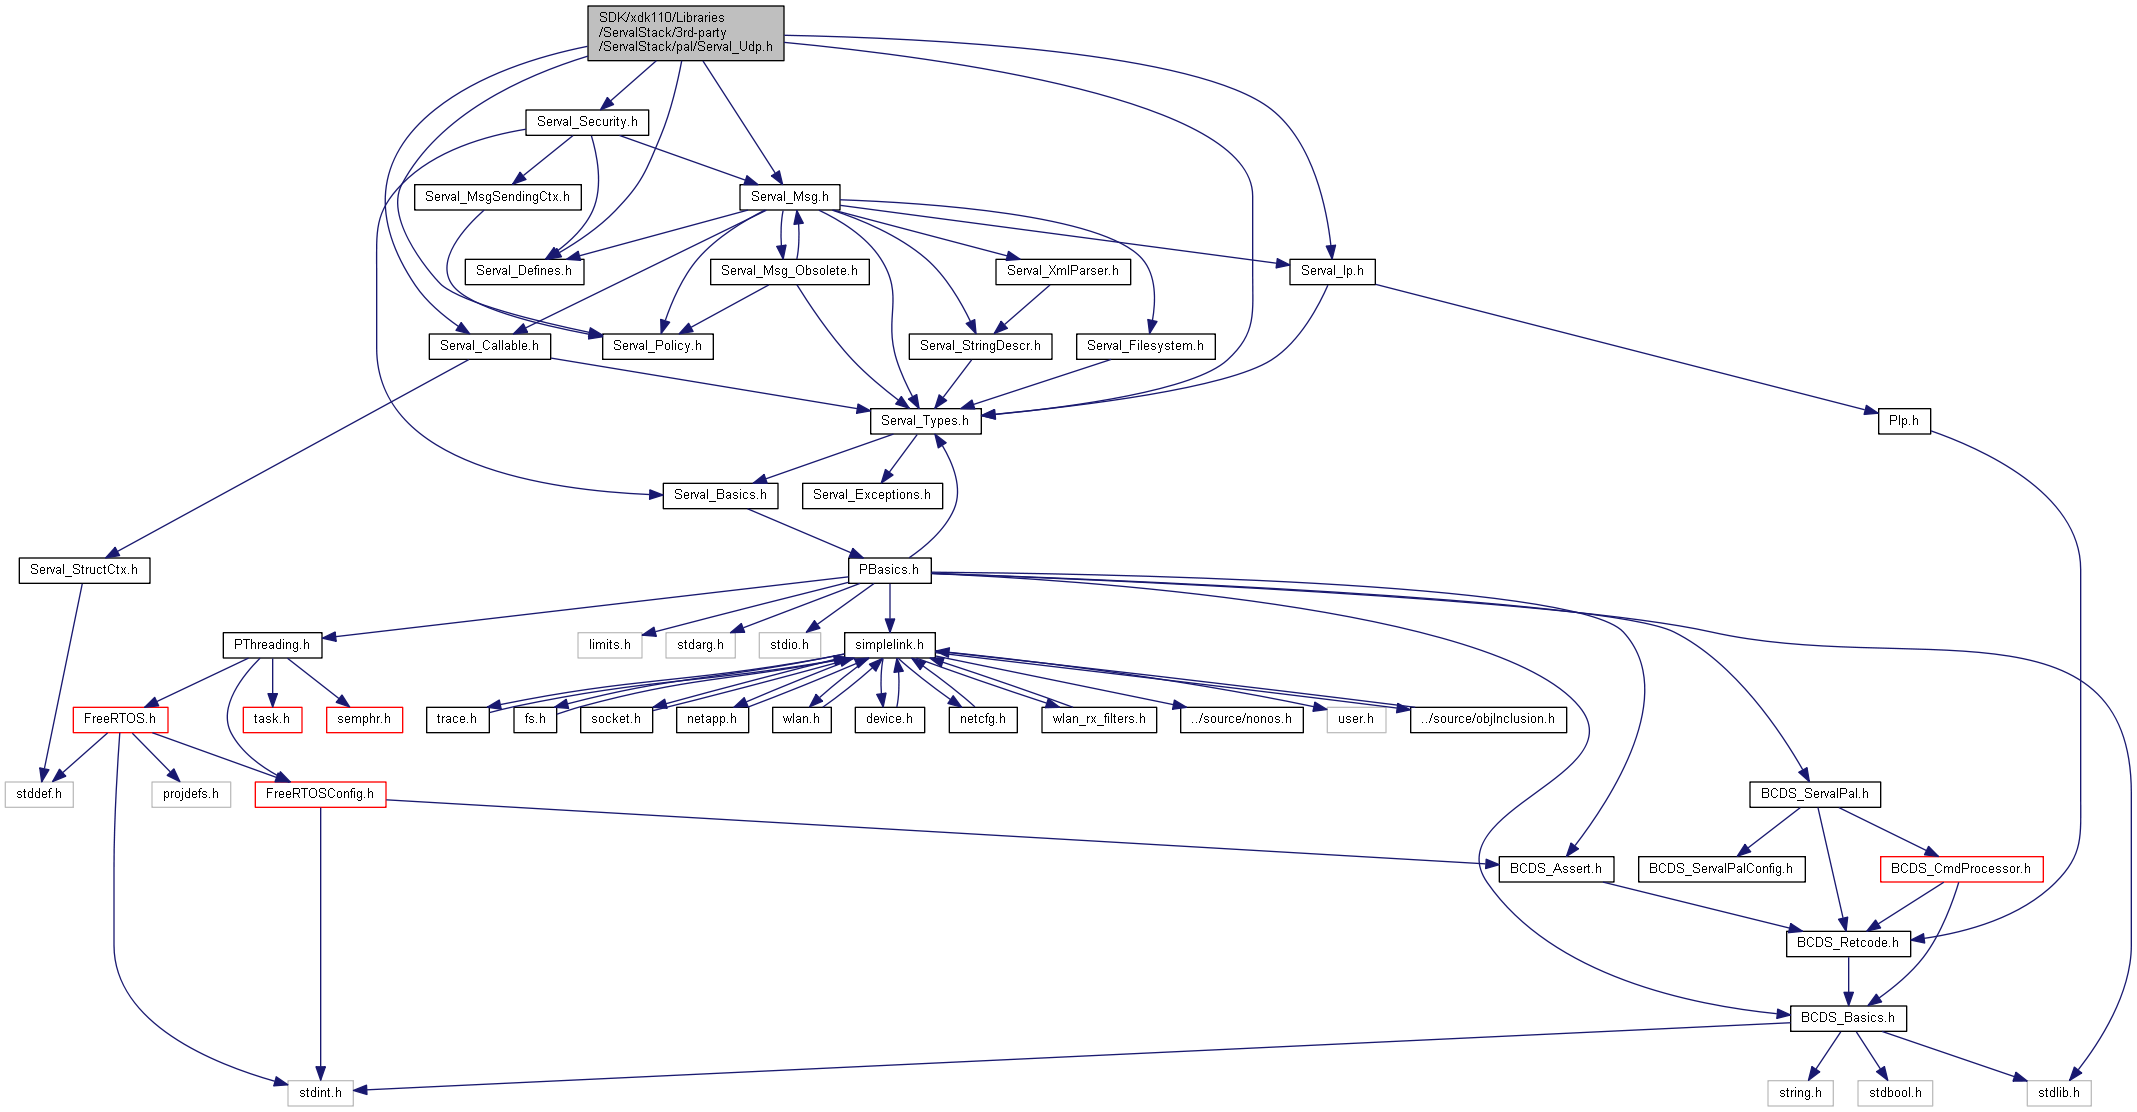 SDK/xdk110/Libraries
/ServalStack/3rd-party
/ServalStack/pal/Serval_Udp.h
Serval_Security.h
Serval_MsgSendingCtx.h
Serval_Msg.h
Serval_Defines.h
Serval_Msg_Obsolete.h
Serval_XmlParser.h
Serval_Ip.h
Serval_Callable.h
Serval_Policy.h
Serval_StringDescr.h
Serval_Filesystem.h
Serval_Types.h
PIp.h
Serval_Basics.h
Serval_Exceptions.h
Serval_StructCtx.h
PBasics.h
PThreading.h
limits.h
stdarg.h
stdio.h
simplelink.h
FreeRTOS.h
task.h
semphr.h
trace.h
fs.h
socket.h
netapp.h
wlan.h
device.h
netcfg.h
wlan_rx_filters.h
../source/nonos.h
user.h
../source/objInclusion.h
stddef.h
projdefs.h
FreeRTOSConfig.h
BCDS_ServalPal.h
BCDS_Assert.h
BCDS_ServalPalConfig.h
BCDS_CmdProcessor.h
BCDS_Retcode.h
BCDS_Basics.h
stdint.h
string.h
stdbool.h
stdlib.h